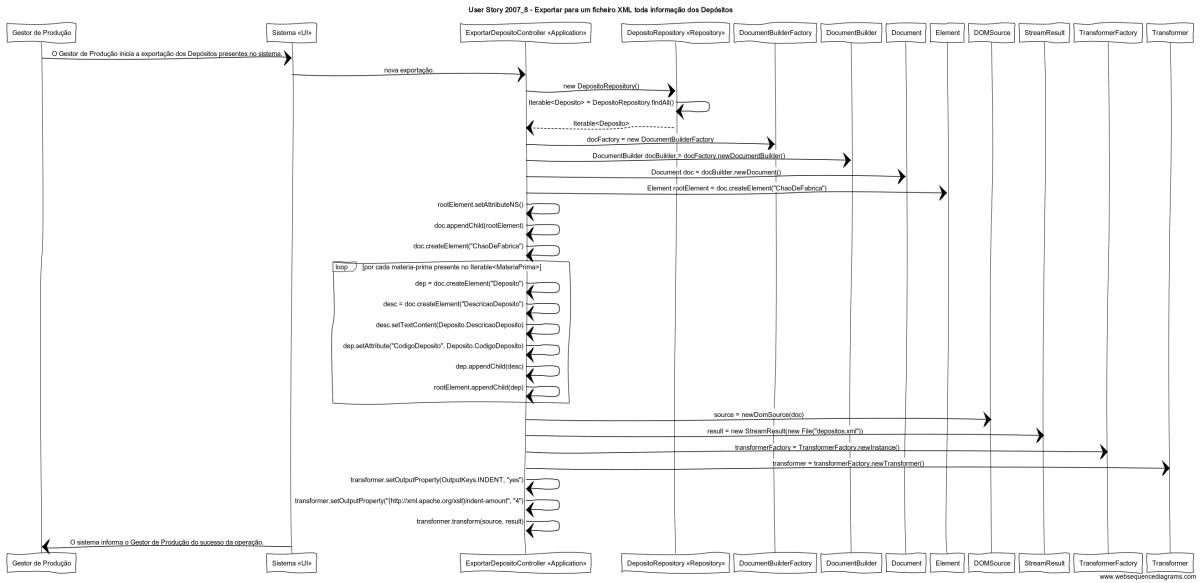 User Story 2007_8 - Exportar para um ficheiro XML toda informação dos Depósitos
Gestor de Produção
Sistema «UI»
ExportarDepositoController «Application»
DepositoRepository «Repository»
DocumentBuilderFactory
DocumentBuilder
Document
Element
DOMSource
StreamResult
TransformerFactory
Transformer
O Gestor de Produção inicia a exportação dos Depósitos presentes no sistema.
nova exportação.
new DepositoRepository()
Iterable<Deposito> = DepositoRepository.findAll()
Iterable<Deposito>
docFactory = new DocumentBuilderFactory
DocumentBuilder docBuilder = docFactory.newDocumentBuilder()
Document doc = docBuilder.newDocument()
Element rootElement = doc.createElement("ChaoDeFabrica")
rootElement.setAttributeNS()
doc.appendChild(rootElement)
doc.createElement("ChaoDeFabrica")
loop [por cada materia-prima presente no Iterable<MateriaPrima>]
dep = doc.createElement("Deposito")
desc = doc.createElement("DescricaoDeposito")
desc.setTextContent(Deposito.DescricaoDeposito)
dep.setAttribute("CodigoDeposito", Deposito.CodigoDeposito)
dep.appendChild(desc)
rootElement.appendChild(dep)
source = newDomSource(doc)
result = new StreamResult(new File("depositos.xml"))
transformerFactory = TransformerFactory.newInstance()
transformer = transformerFactory.newTransformer()
transformer.setOutputProperty(OutputKeys.INDENT, "yes")
transformer.setOutputProperty("{http://xml.apache.org/xslt}indent-amount", "4")
transformer.transform(source, result)
O sistema informa o Gestor de Produção do sucesso da operação.
Gestor de Produção
Sistema «UI»
ExportarDepositoController «Application»
DepositoRepository «Repository»
DocumentBuilderFactory
DocumentBuilder
Document
Element
DOMSource
StreamResult
TransformerFactory
Transformer
www.websequencediagrams.com